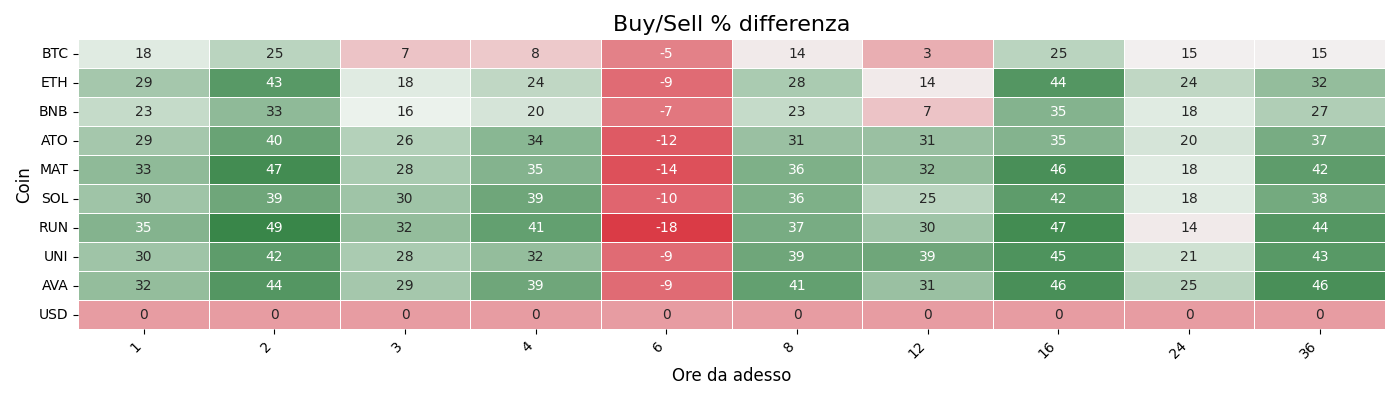 Buy/Sell % differenza
Coin
BTC 18 25 7 8 -5 14 3 25 15 15
ETH 29 43 18 24 -9 28 14 44 24 32
BNB 23 33 16 20 -7 23 7 35 18 27
ATO 29 40 26 34 -12 31 31 35 20 37
MAT 33 47 28 35 -14 36 32 46 18 42
SOL 30 39 30 39 -10 36 25 42 18 38
RUN 35 49 32 41 -18 37 30 47 14 44
UNI 30 42 28 32 -9 39 39 45 21 43
AVA 32 44 29 39 -9 41 31 46 25 46
USD 0 0 0 0 0 0 0 0 0 0
1 2 3 4 6 8 12 16 24 36
Ore da adesso